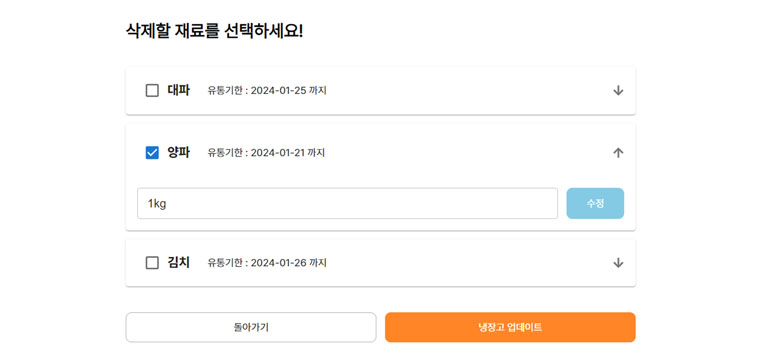 삭제할 재료를 선택하세요!
대파 유통기한 : 2024-01-25 까지
양파 유통기한 : 2024-01-21 까지
1kg 수정
김치 유통기한 : 2024-01-26 까지
돌아가기 냉장고 업데이트